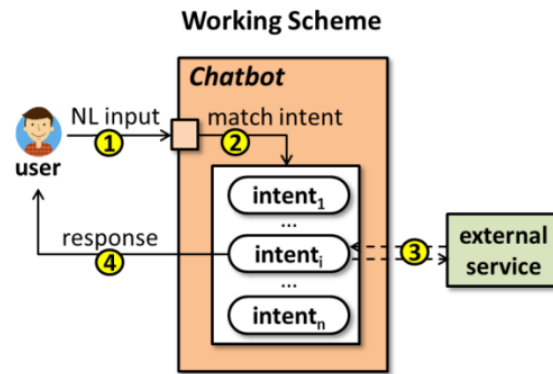 Working Scheme
Chatbot
NL input
match intent
1
2
user
intent1
...
response
intenti
3
external
service
4
...
intentn